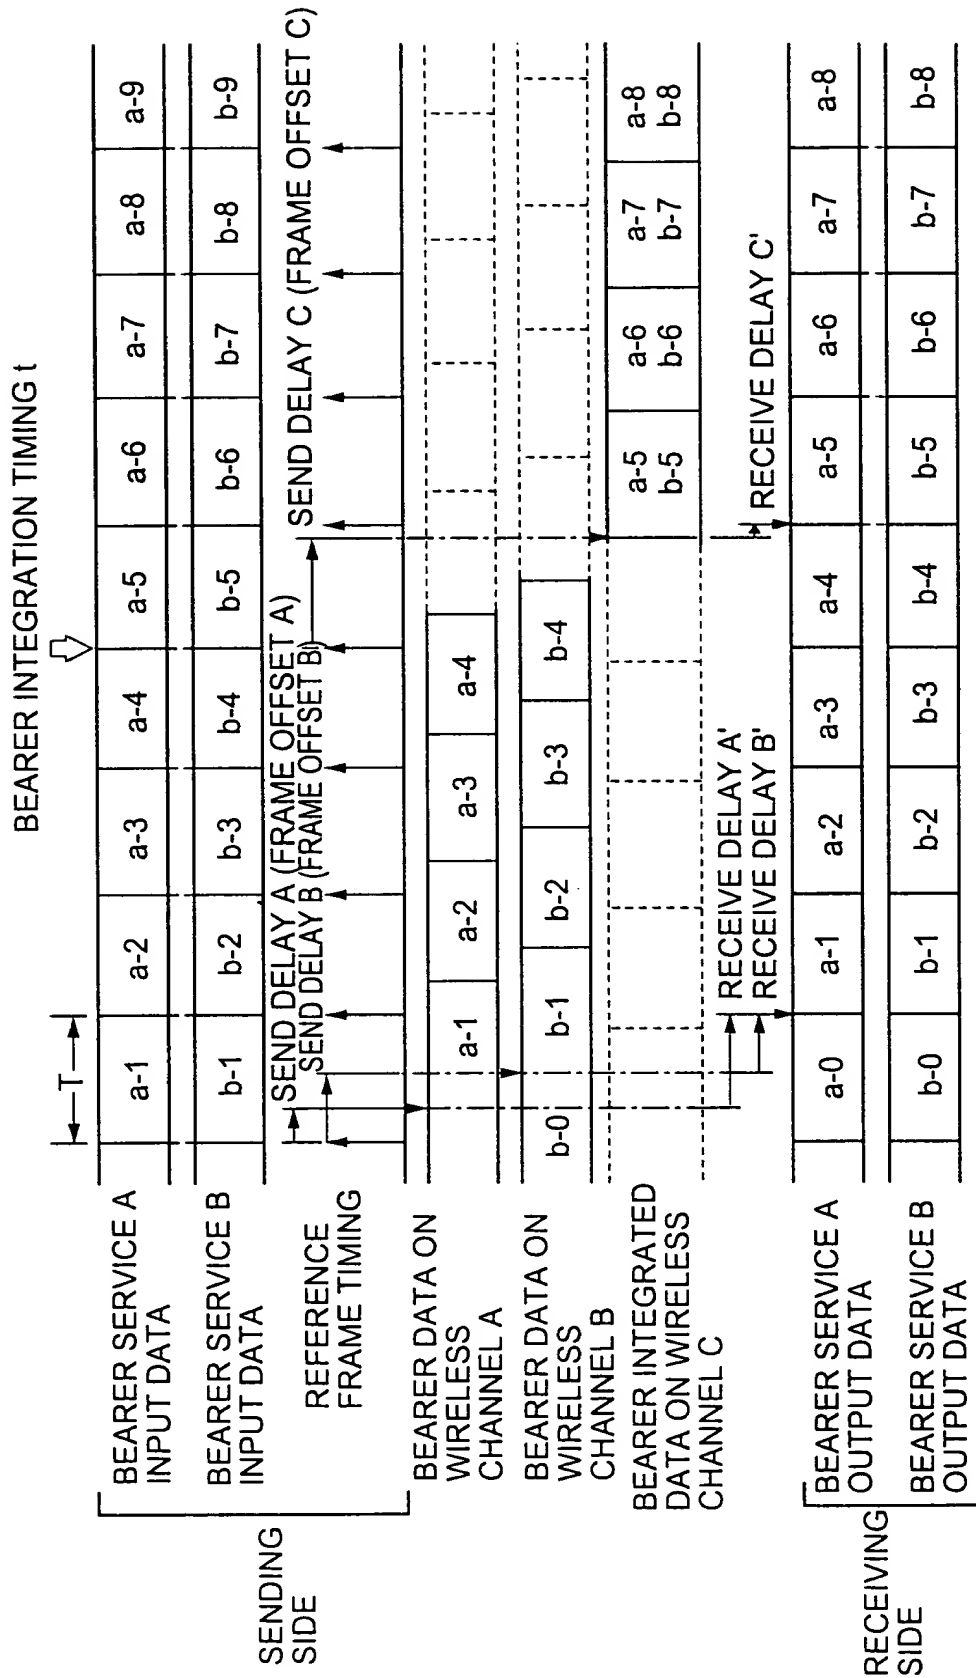 BEARER INTEGRATION TIMING t
T
SENDING
SIDE
BEARER SERVICE A
INPUT DATA
a-1 a-2 a-3 a-4 a-5 a-6 a-7 a-8 a-9
BEARER SERVICE B
INPUT DATA
b-1 b-2 b-3 b-4 b-5 b-6 b-7 b-8 b-9
SEND DELAY A (FRAME OFFSET A)
SEND DELAY B (FRAME OFFSET B)
SEND DELAY C (FRAME OFFSET C)
REFERENCE
FRAME TIMING
BEARER DATA ON
WIRELESS
CHANNEL A
a-1 a-2 a-3 a-4
BEARER DATA ON
WIRELESS
CHANNEL B
b-0 b-1 b-2 b-3 b-4
BEARER INTEGRATED
DATA ON WIRELESS
CHANNEL C
a-5 a-6 a-7 a-8
b-5 b-6 b-7 b-8
RECEIVE DELAY A'
RECEIVE DELAY B'
RECEIVE DELAY C'
RECEIVING
SIDE
BEARER SERVICE A
OUTPUT DATA
a-0 a-1 a-2 a-3 a-4 a-5 a-6 a-7 a-8
BEARER SERVICE B
OUTPUT DATA
b-0 b-1 b-2 b-3 b-4 b-5 b-6 b-7 b-8